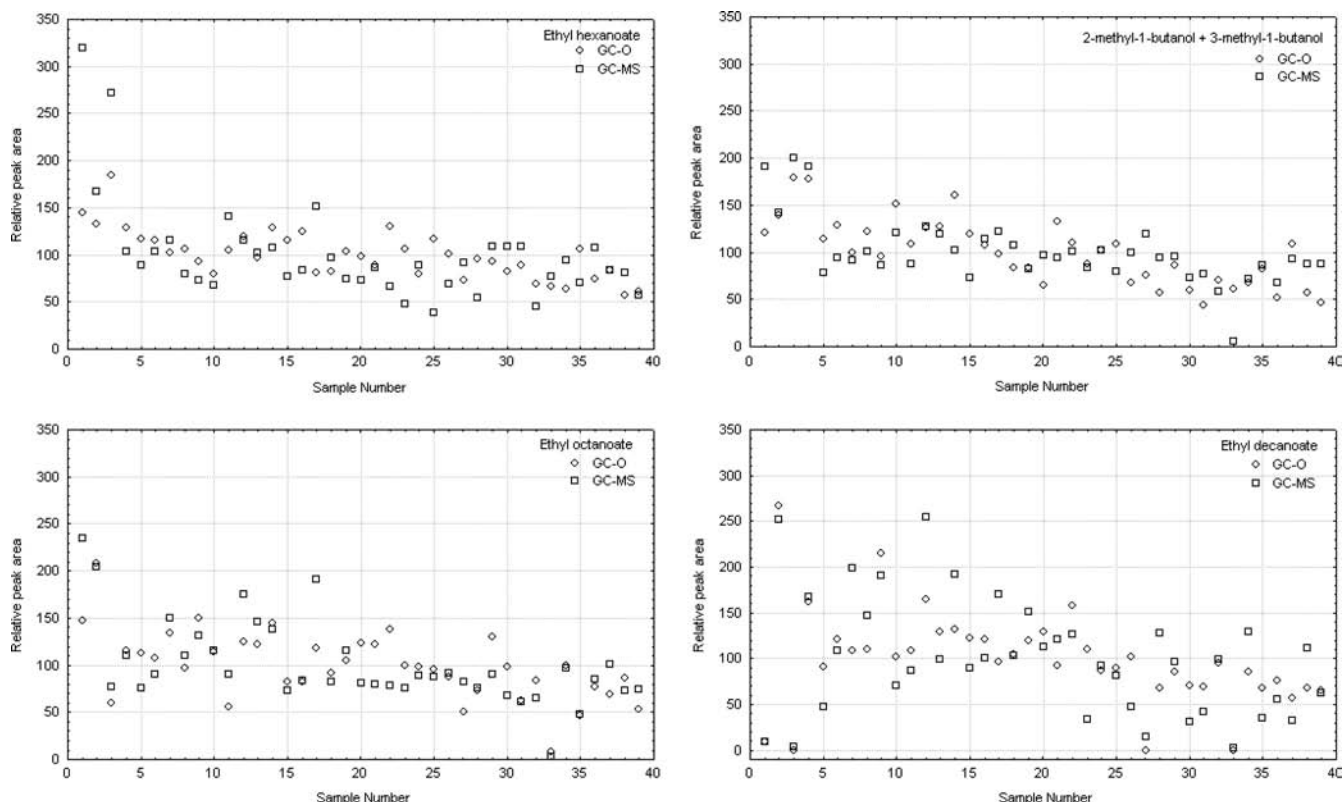 Ethyl hexanoate
GC-O
GC-MS
350
300
250
200
150
100
50
0
Relative peak area
0 5 10 15 20 25 30 35 40
Sample Number
2-methyl-1-butanol + 3-methyl-1-butanol
GC-O
GC-MS
350
300
250
200
150
100
50
0
Relative peak area
0 5 10 15 20 25 30 35 40
Sample Number
Ethyl octanoate
GC-O
GC-MS
350
300
250
200
150
100
50
0
Relative peak area
0 5 10 15 20 25 30 35 40
Sample Number
Ethyl decanoate
GC-O
GC-MS
350
300
250
200
150
100
50
0
Relative peak area
0 5 10 15 20 25 30 35 40
Sample Number